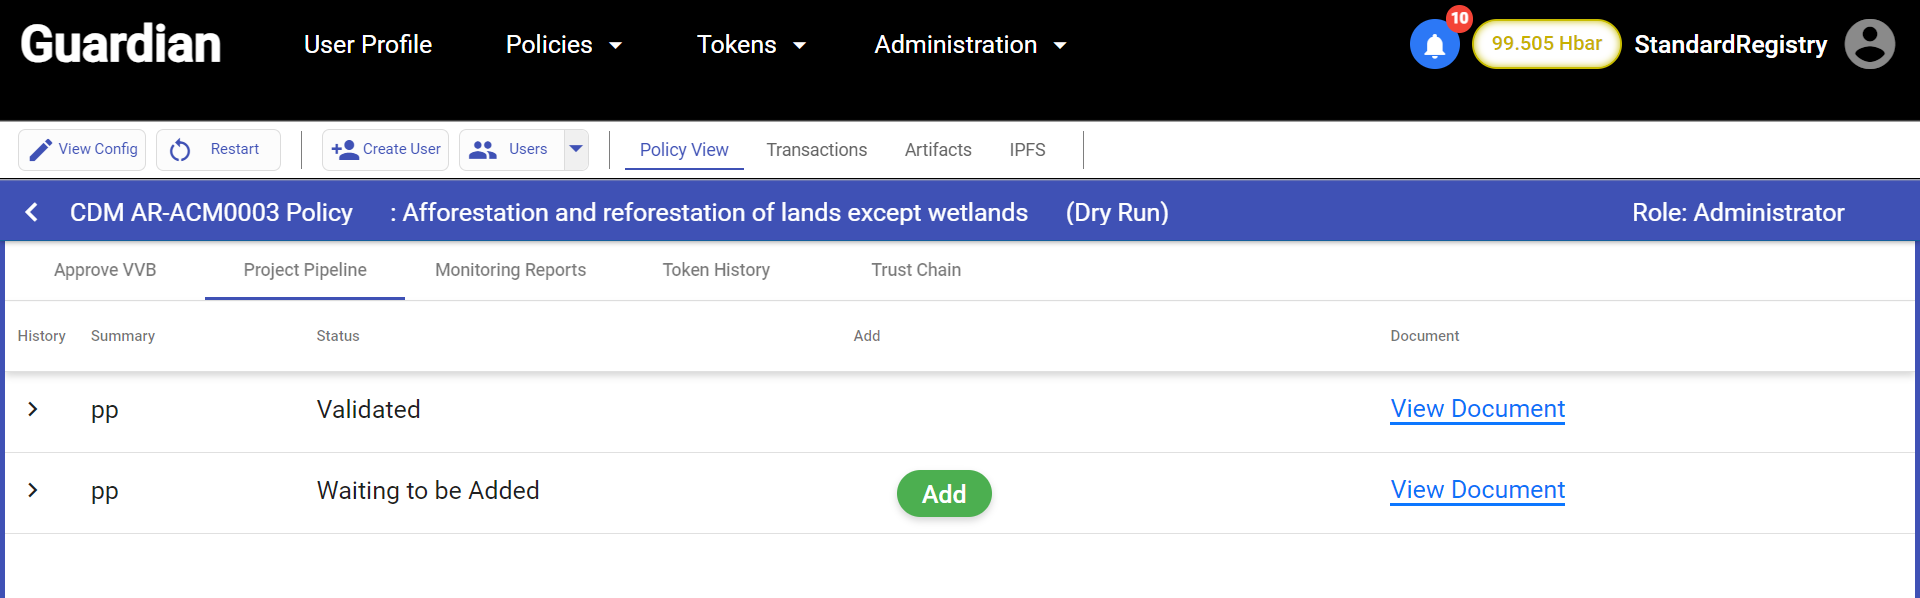 Guardian User Profile Policies Tokens Administration 10 99.505 Hbar StandardRegistry
View Config Restart Create User Users Policy View Transactions Artifacts IPFS
CDM AR-ACM0003 Policy : Afforestation and reforestation of lands except wetlands (Dry Run) Role: Administrator
Approve VVB Project Pipeline Monitoring Reports Token History Trust Chain
History Summary Status Add Document
pp Validated View Document
pp Waiting to be Added Add View Document